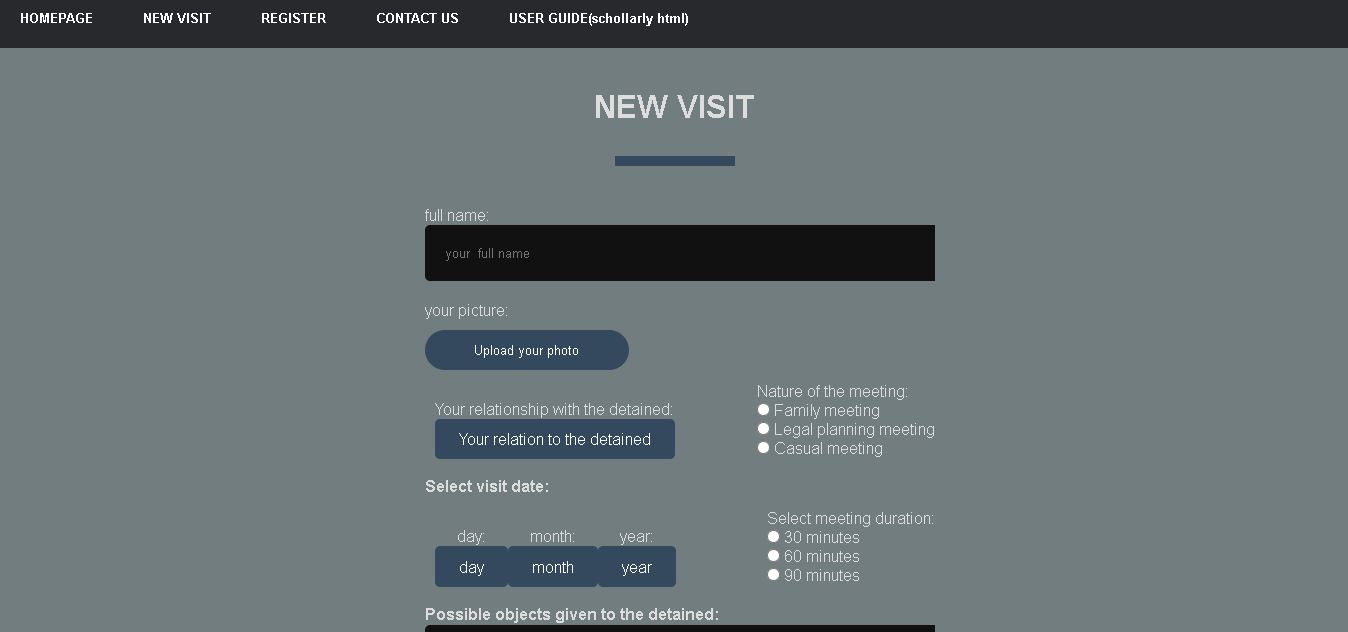 HOMEPAGE NEW VISIT REGISTER CONTACT US USER GUIDE(schollarly html)
NEW VISIT
full name:
your full name
your picture:
Upload your photo
Your relationship with the detained:
Your relation to the detained
Nature of the meeting:
Family meeting
Legal planning meeting
Casual meeting
Select visit date:
day: month: year:
day month year
Select meeting duration:
30 minutes
60 minutes
90 minutes
Possible objects given to the detained: